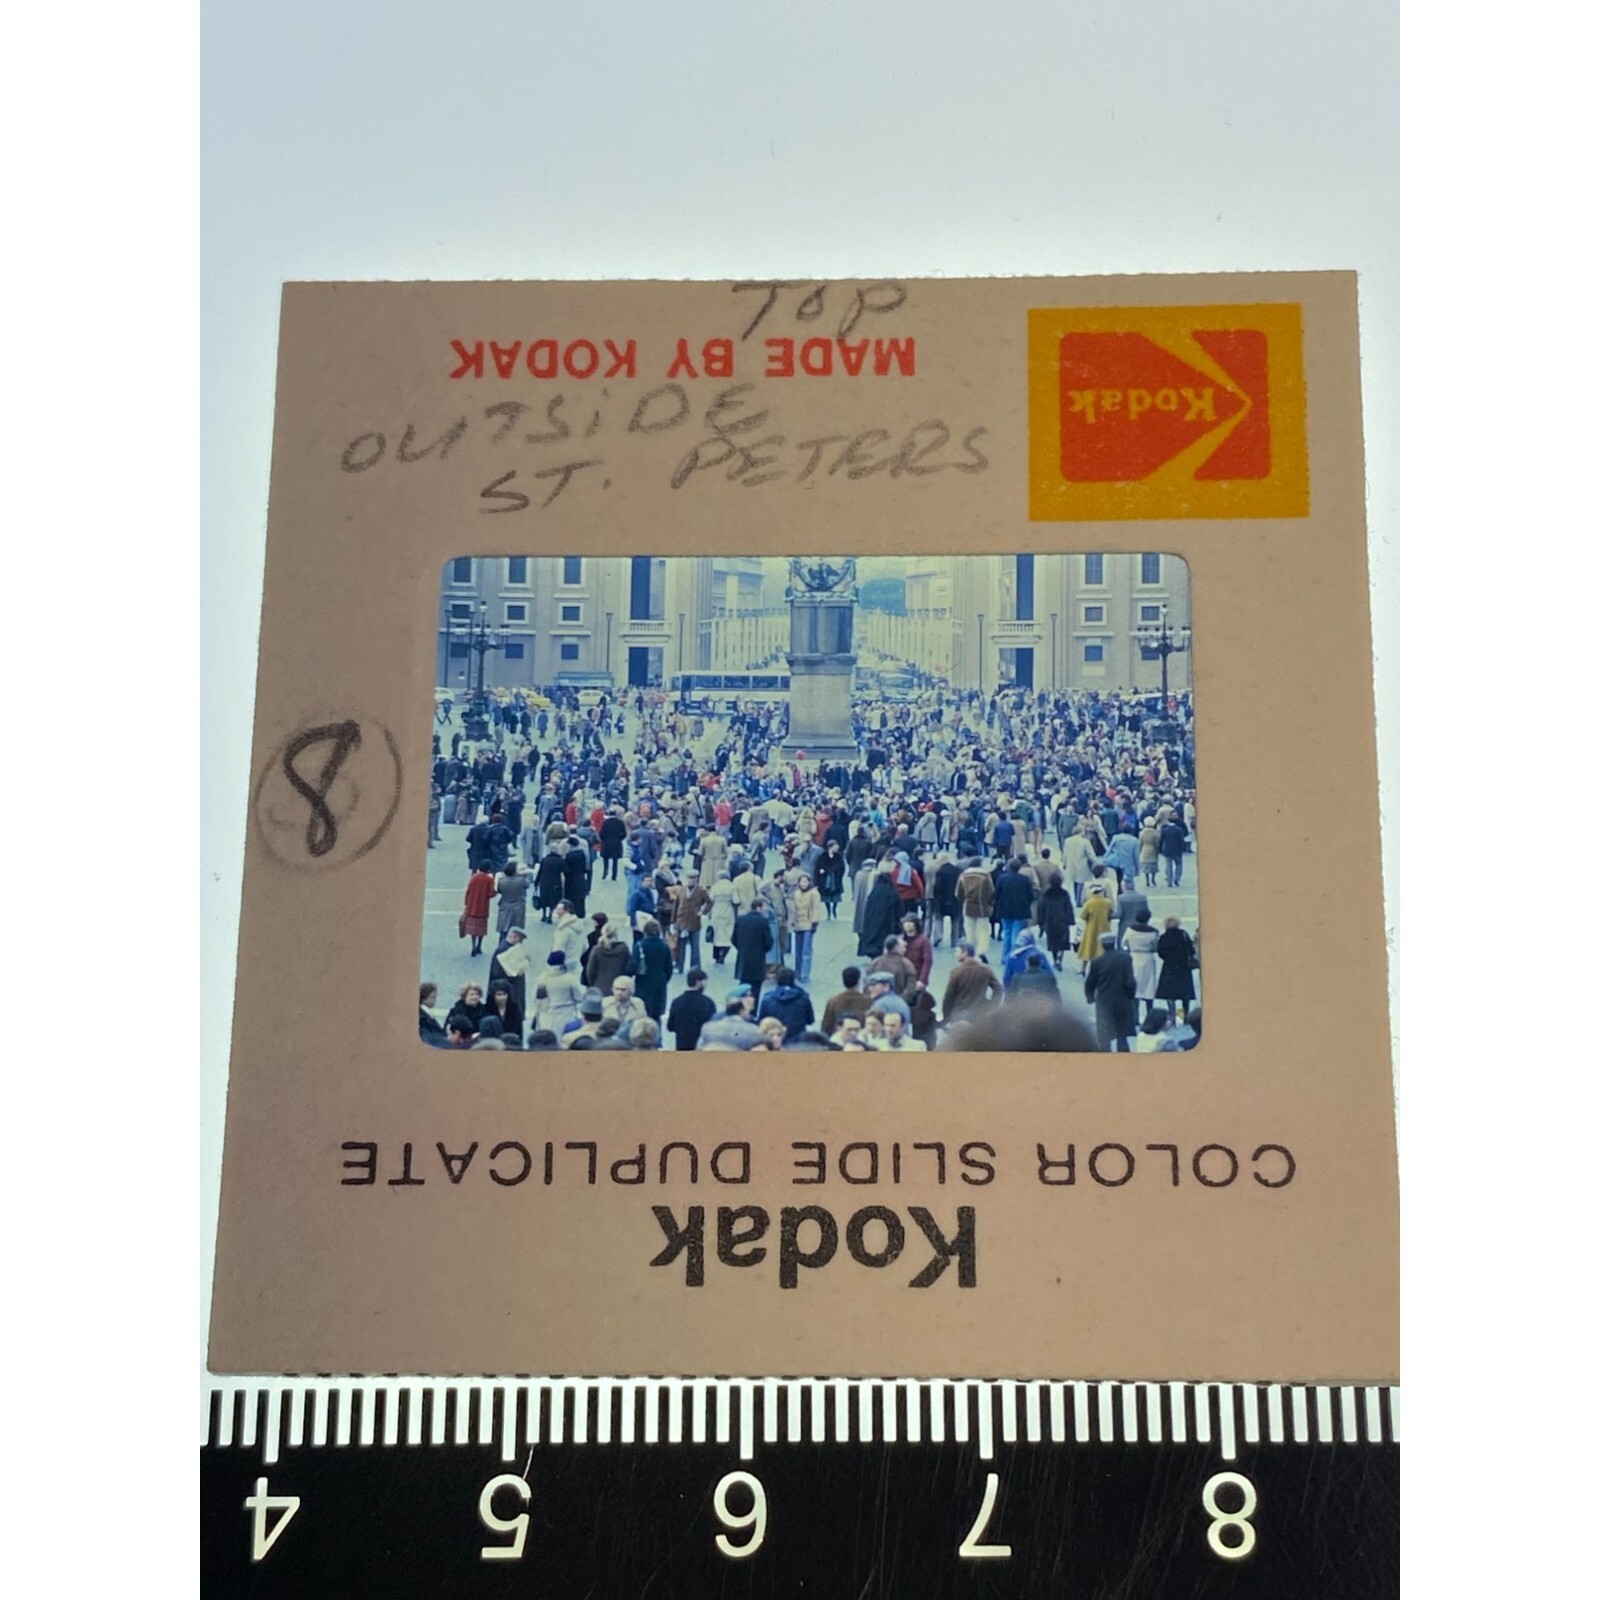 TOP
MADE BY KODAK
Kodak
OUTSIDE
ST. PETERS
8
COLOR SLIDE DUPLICATE
Kodak
4 5 6 7 8